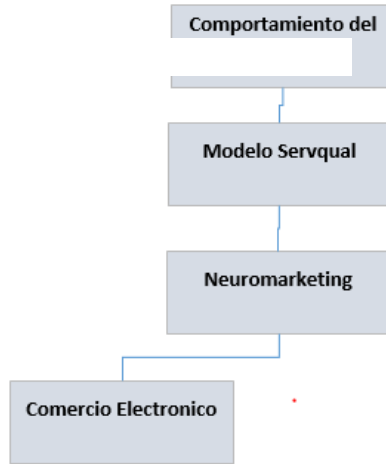 Comportamiento del
Modelo Servqual
Neuromarketing
Comercio Electronico